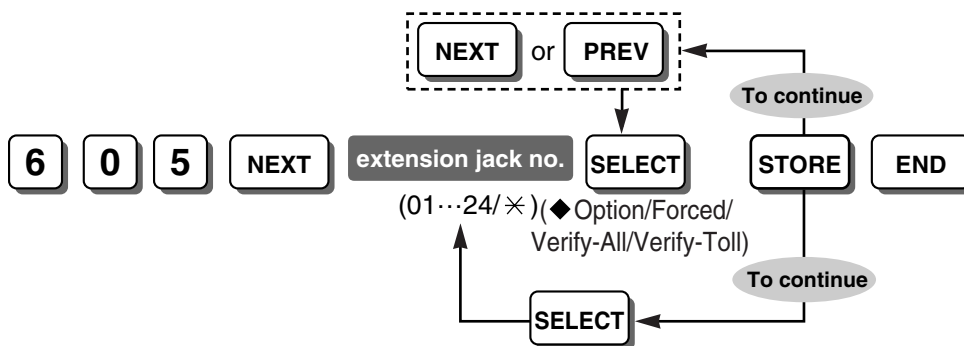 NEXT or PREV
To continue
6 0 5 NEXT extension jack no. SELECT STORE END
(01···24/✳)(◆Option/Forced/
Verify-All/Verify-Toll)
To continue
SELECT